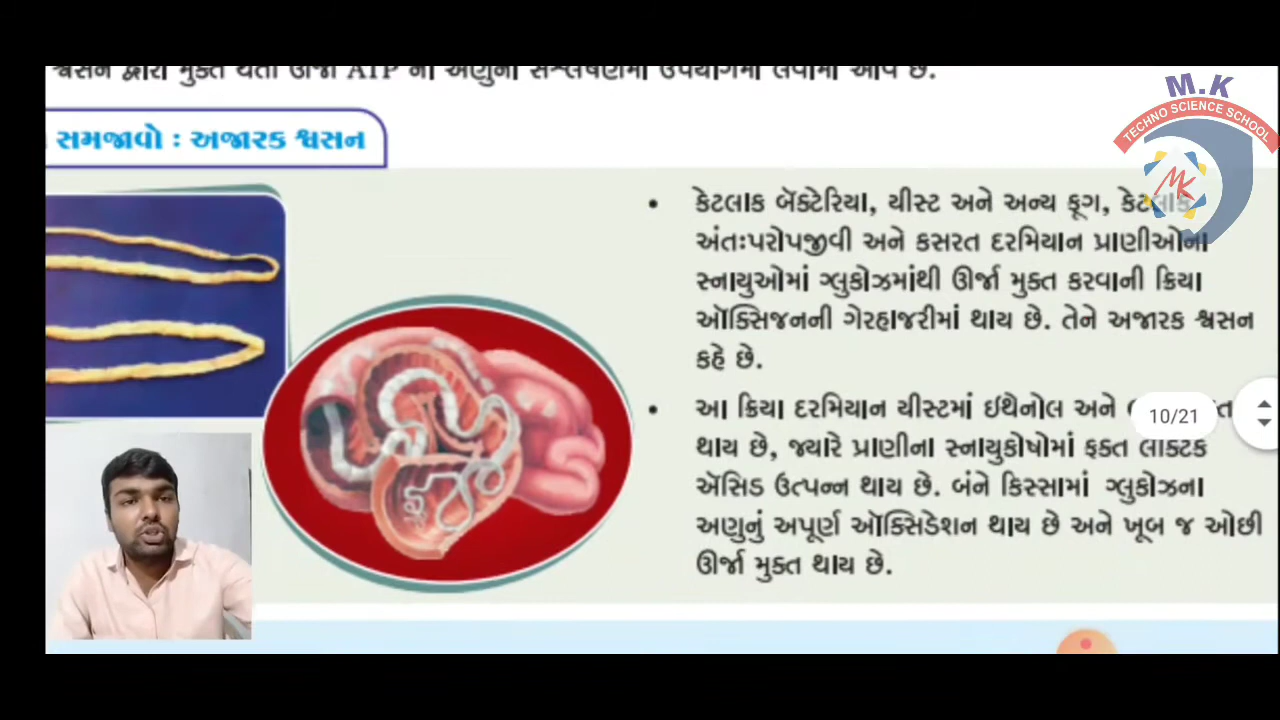 શ્વસન દ્વારા મુક્ત થતી ઊર્જા ATP ના અણુના સંશ્લેષણમાં ઉપયોગમાં લેવામાં આવે છે.
M.K
TECHNO SCIENCE SCHOOL
MK
સમજાવો : અજારક શ્વસન
• કેટલાક બૅક્ટેરિયા, યીસ્ટ અને અન્ય ફૂગ, કેટલાક
અંતઃપરોપજીવી અને કસરત દરમિયાન પ્રાણીઓના
સ્નાયુઓમાં ગ્લુકોઝમાંથી ઊર્જા મુક્ત કરવાની ક્રિયા
ઑક્સિજનની ગેરહાજરીમાં થાય છે. તેને અજારક શ્વસન
કહે છે.
• આ ક્રિયા દરમિયાન યીસ્ટમાં ઇથેનોલ અને
10/21
થાય છે, જ્યારે પ્રાણીના સ્નાયુકોષોમાં ફક્ત લૅક્ટિક
ઍસિડ ઉત્પન્ન થાય છે. બંને કિસ્સામાં ગ્લુકોઝના
અણુનું અપૂર્ણ ઑક્સિડેશન થાય છે અને ખૂબ જ ઓછી
ઊર્જા મુક્ત થાય છે.